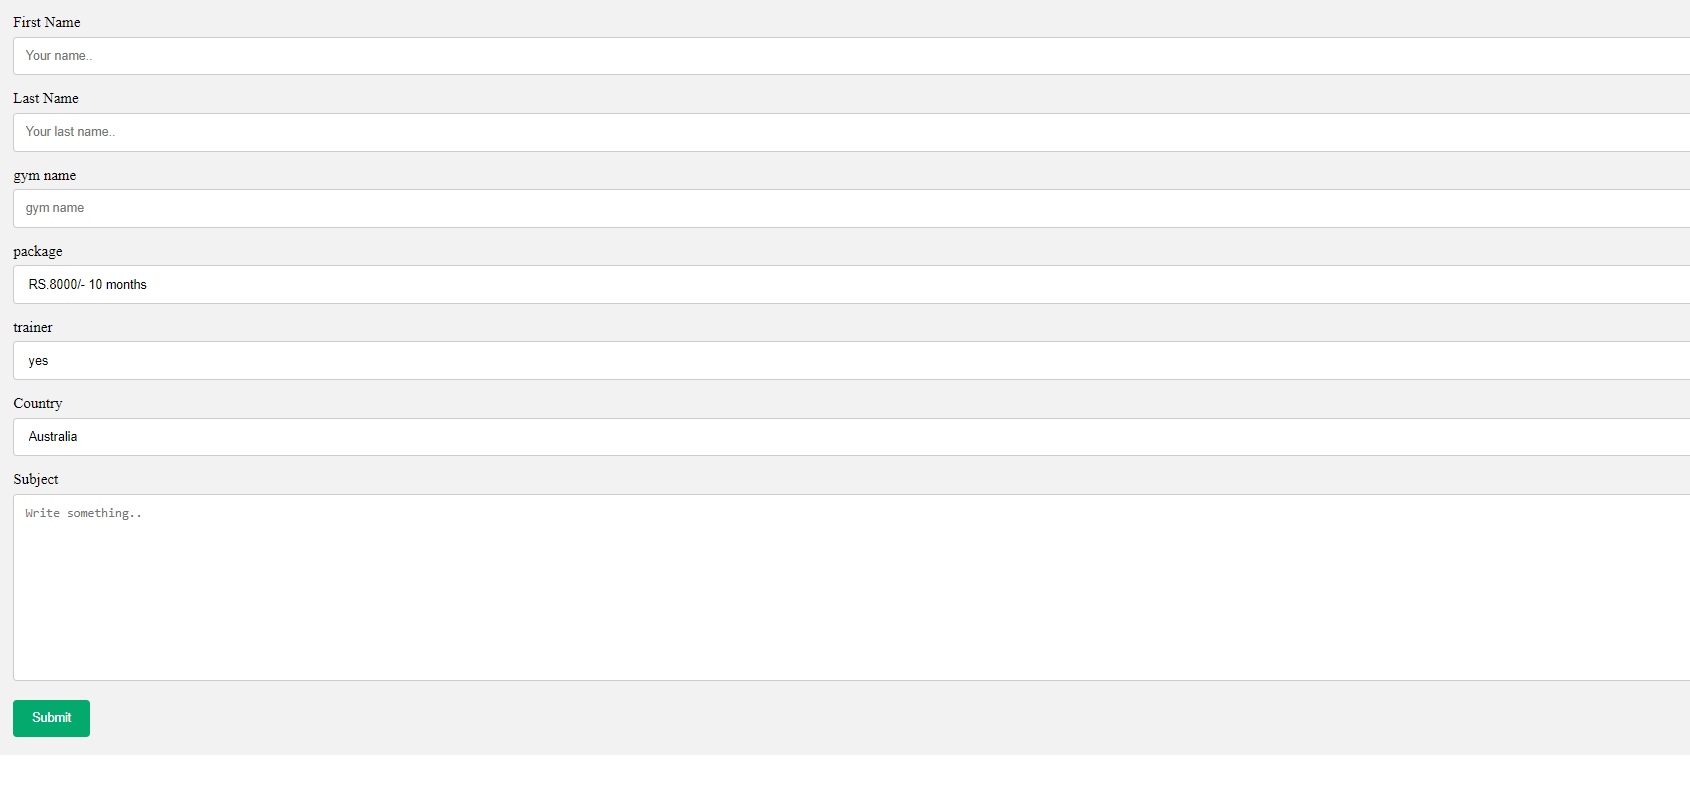 First Name
Your name..
Last Name
Your last name..
gym name
gym name
package
RS.8000/- 10 months
trainer
yes
Country
Australia
Subject
Write something..
Submit